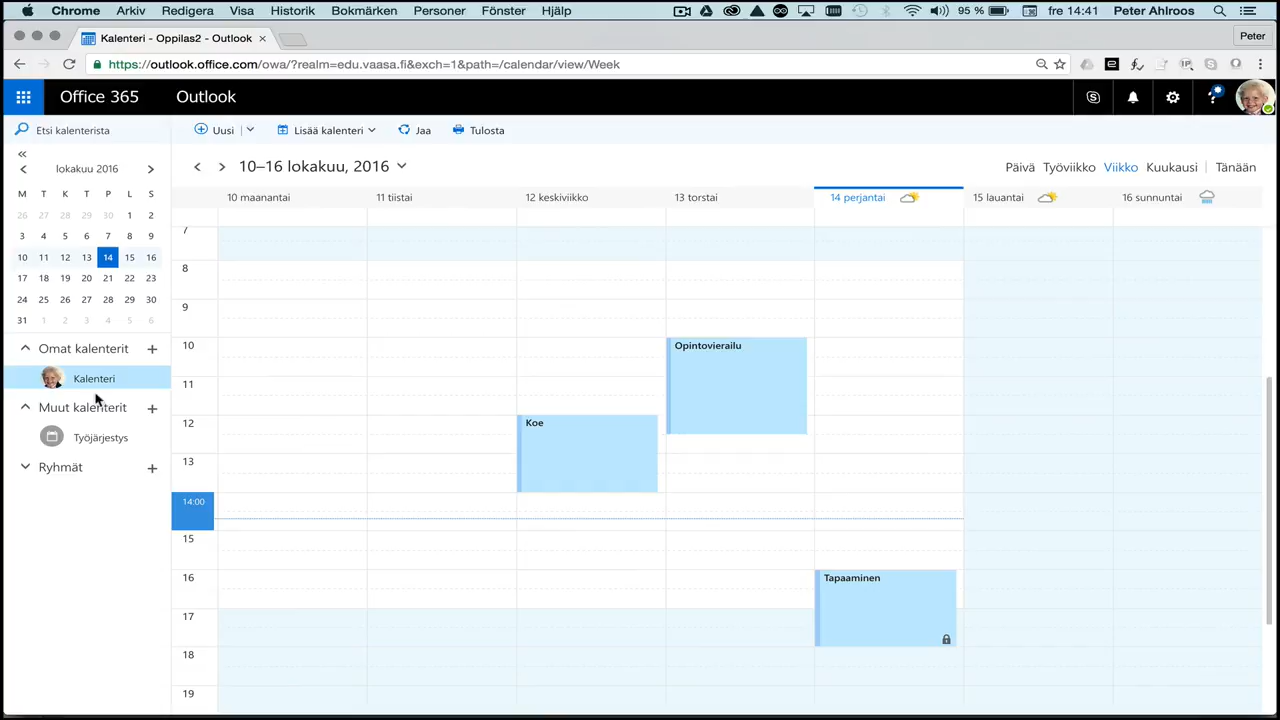 Chrome Arkiv Redigera Visa Historik Bokmärken Personer Fönster Hjälp 95 % fre 14:41 Peter Ahlroos
Kalenteri - Oppilas2 - Outlook Peter
https://outlook.office.com/owa/?realm=edu.vaasa.fi&exch=1&path=/calendar/view/Week
Office 365 Outlook
Etsi kalenterista Uusi Lisää kalenteri Jaa Tulosta
lokakuu 2016 10–16 lokakuu, 2016 Päivä Työviikko Viikko Kuukausi Tänään
M T K T P L S 10 maanantai 11 tiistai 12 keskiviikko 13 torstai 14 perjantai 15 lauantai 16 sunnuntai
26 27 28 29 30 1 2
3 4 5 6 7 8 9
10 11 12 13 14 15 16
17 18 19 20 21 22 23
24 25 26 27 28 29 30
31 1 2 3 4 5 6
Omat kalenterit
Kalenteri
Muut kalenterit
Työjärjestys
Ryhmät
7
8
9
10 Opintovierailu
11
12 Koe
13
14:00
15
16 Tapaaminen
17
18
19